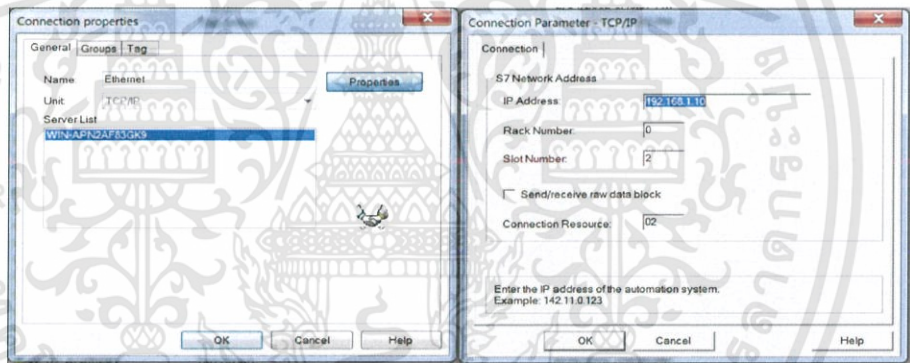 Connection properties
General Groups Tag
Name Ethernet
Properties
Unit TCP/IP
Server List
WIN-APN2AF83GK9
OK Cancel Help
Connection Parameter - TCP/IP
Connection
S7 Network Address
IP Address: 192.168.1.10
Rack Number: 0
Slot Number: 2
Send/receive raw data block
Connection Resource: 02
Enter the IP address of the automation system.
Example: 142.11.0.123
OK Cancel Help